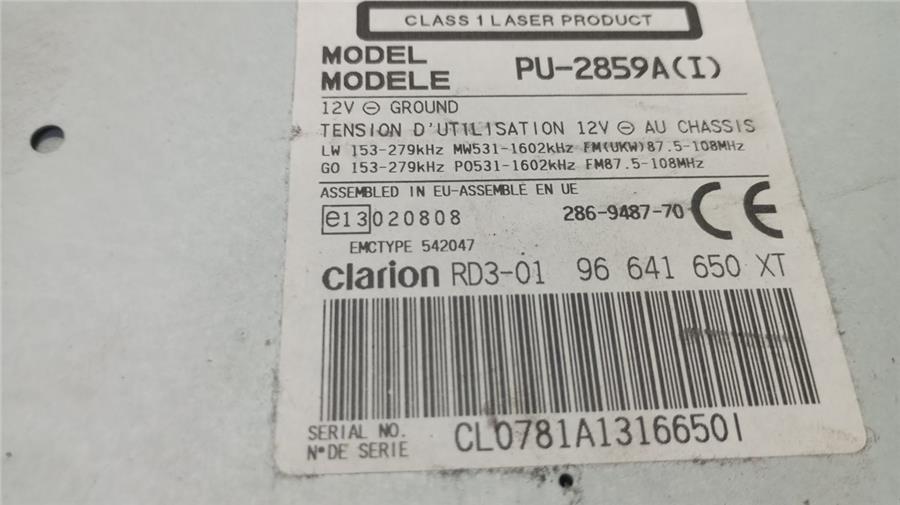 CLASS 1 LASER PRODUCT
MODEL
MODELE
PU-2859A(I)
12V ⊖ GROUND
TENSION D'UTILISATION 12V ⊖ AU CHASSIS
LW 153-279kHz MW531-1602kHz FM(UKW)87.5-108MHz
GO 153-279kHz PO531-1602kHz FM87.5-108MHz
ASSEMBLED IN EU-ASSEMBLÉ EN UE
e13 020808 286-9487-70 CE
EMCTYPE 542047
clarion RD3-01 96 641 650 XT
SERIAL NO.
N°DE SERIE
CL0781A1316650I